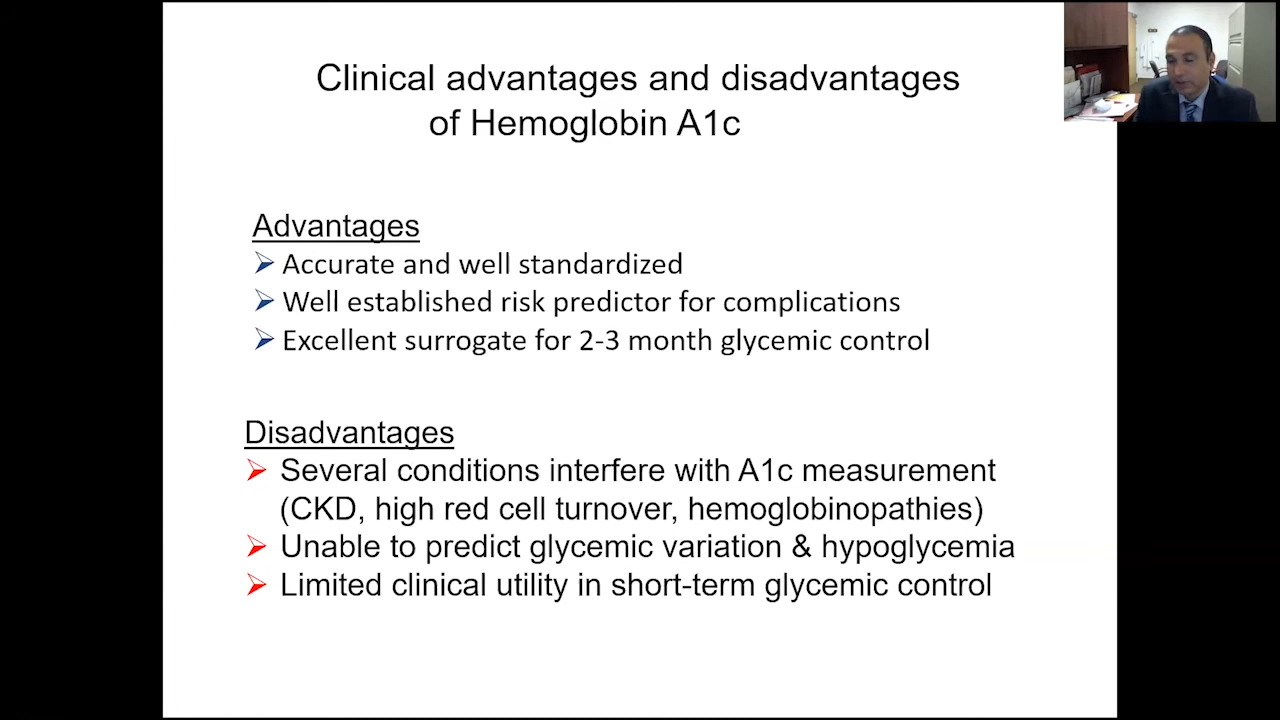 Clinical advantages and disadvantages
of Hemoglobin A1c
Advantages
Accurate and well standardized
Well established risk predictor for complications
Excellent surrogate for 2-3 month glycemic control
Disadvantages
Several conditions interfere with A1c measurement
(CKD, high red cell turnover, hemoglobinopathies)
Unable to predict glycemic variation & hypoglycemia
Limited clinical utility in short-term glycemic control